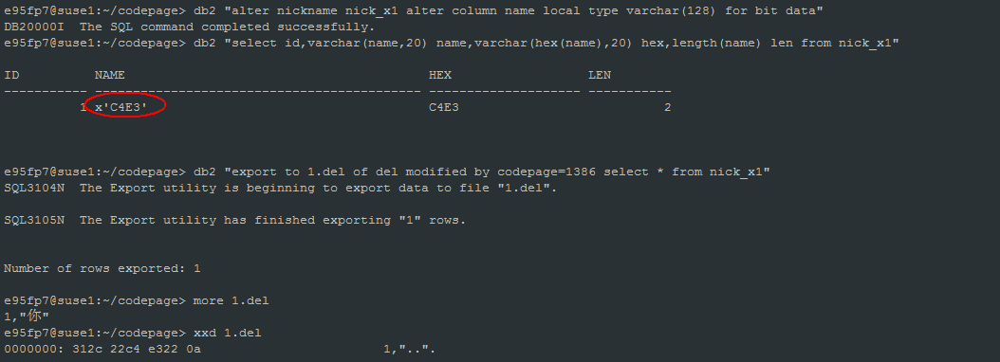 e95fp7@suse1:~/codepage> db2 "alter nickname nick_x1 alter column name local type varchar(128) for bit data"
DB20000I  The SQL command completed successfully.
e95fp7@suse1:~/codepage> db2 "select id,varchar(name,20) name,varchar(hex(name),20) hex,length(name) len from nick_x1"
ID          NAME                                        HEX                  LEN
----------- ------------------------------------------- -------------------- -----------
          1 x'C4E3'                                     C4E3                           2
e95fp7@suse1:~/codepage> db2 "export to 1.del of del modified by codepage=1386 select * from nick_x1"
SQL3104N  The Export utility is beginning to export data to file "1.del".
SQL3105N  The Export utility has finished exporting "1" rows.
Number of rows exported: 1
e95fp7@suse1:~/codepage> more 1.del
1,"你"
e95fp7@suse1:~/codepage> xxd 1.del
0000000: 312c 22c4 e322 0a                        1,"..".